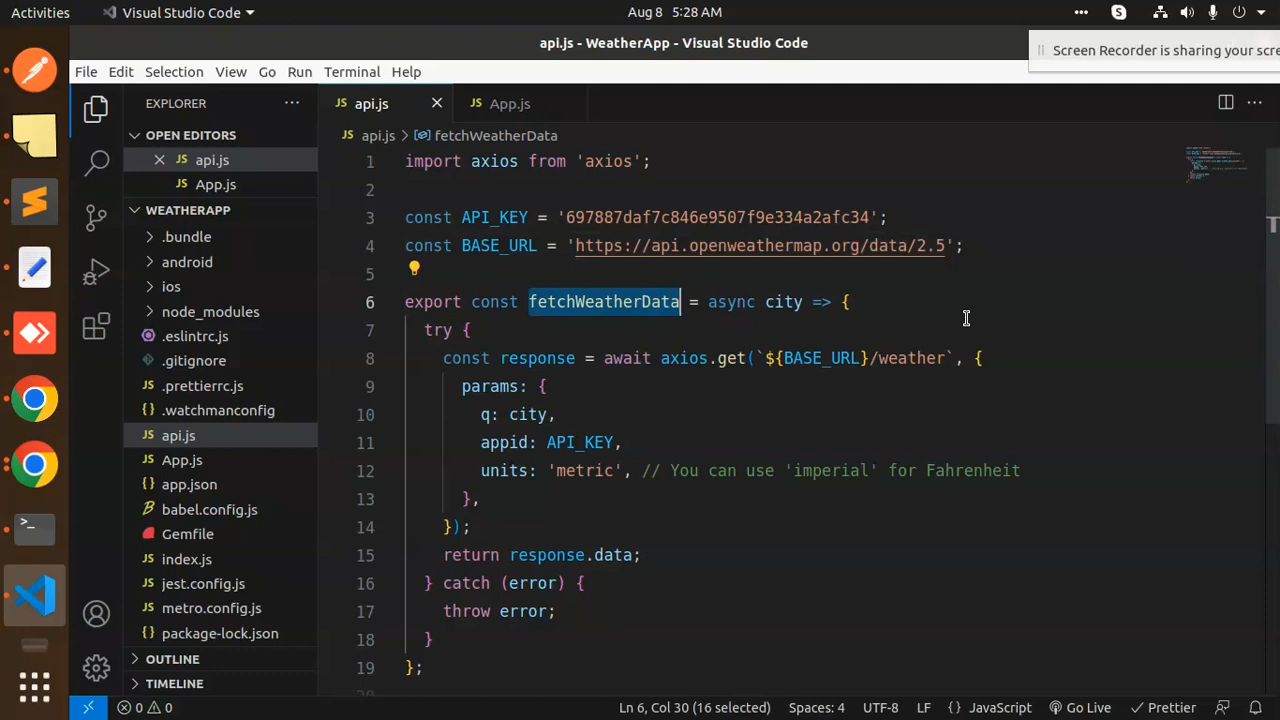 Activities
Visual Studio Code
Aug 8 5:28 AM
api.js - WeatherApp - Visual Studio Code
Screen Recorder is sharing your scre
File Edit Selection View Go Run Terminal Help
EXPLORER
OPEN EDITORS
api.js
App.js
WEATHERAPP
.bundle
android
ios
node_modules
.eslintrc.js
.gitignore
.prettierrc.js
.watchmanconfig
api.js
App.js
app.json
babel.config.js
Gemfile
index.js
jest.config.js
metro.config.js
package-lock.json
OUTLINE
TIMELINE
api.js
App.js
api.js > fetchWeatherData
1 import axios from 'axios';
2
3 const API_KEY = '697887daf7c846e9507f9e334a2afc34';
4 const BASE_URL = 'https://api.openweathermap.org/data/2.5';
5
6 export const fetchWeatherData = async city => {
7 try {
8 const response = await axios.get(`${BASE_URL}/weather`, {
9 params: {
10 q: city,
11 appid: API_KEY,
12 units: 'metric', // You can use 'imperial' for Fahrenheit
13 },
14 });
15 return response.data;
16 } catch (error) {
17 throw error;
18 }
19 };
20
0 0
Ln 6, Col 30 (16 selected)
Spaces: 4
UTF-8
LF
{} JavaScript
Go Live
Prettier